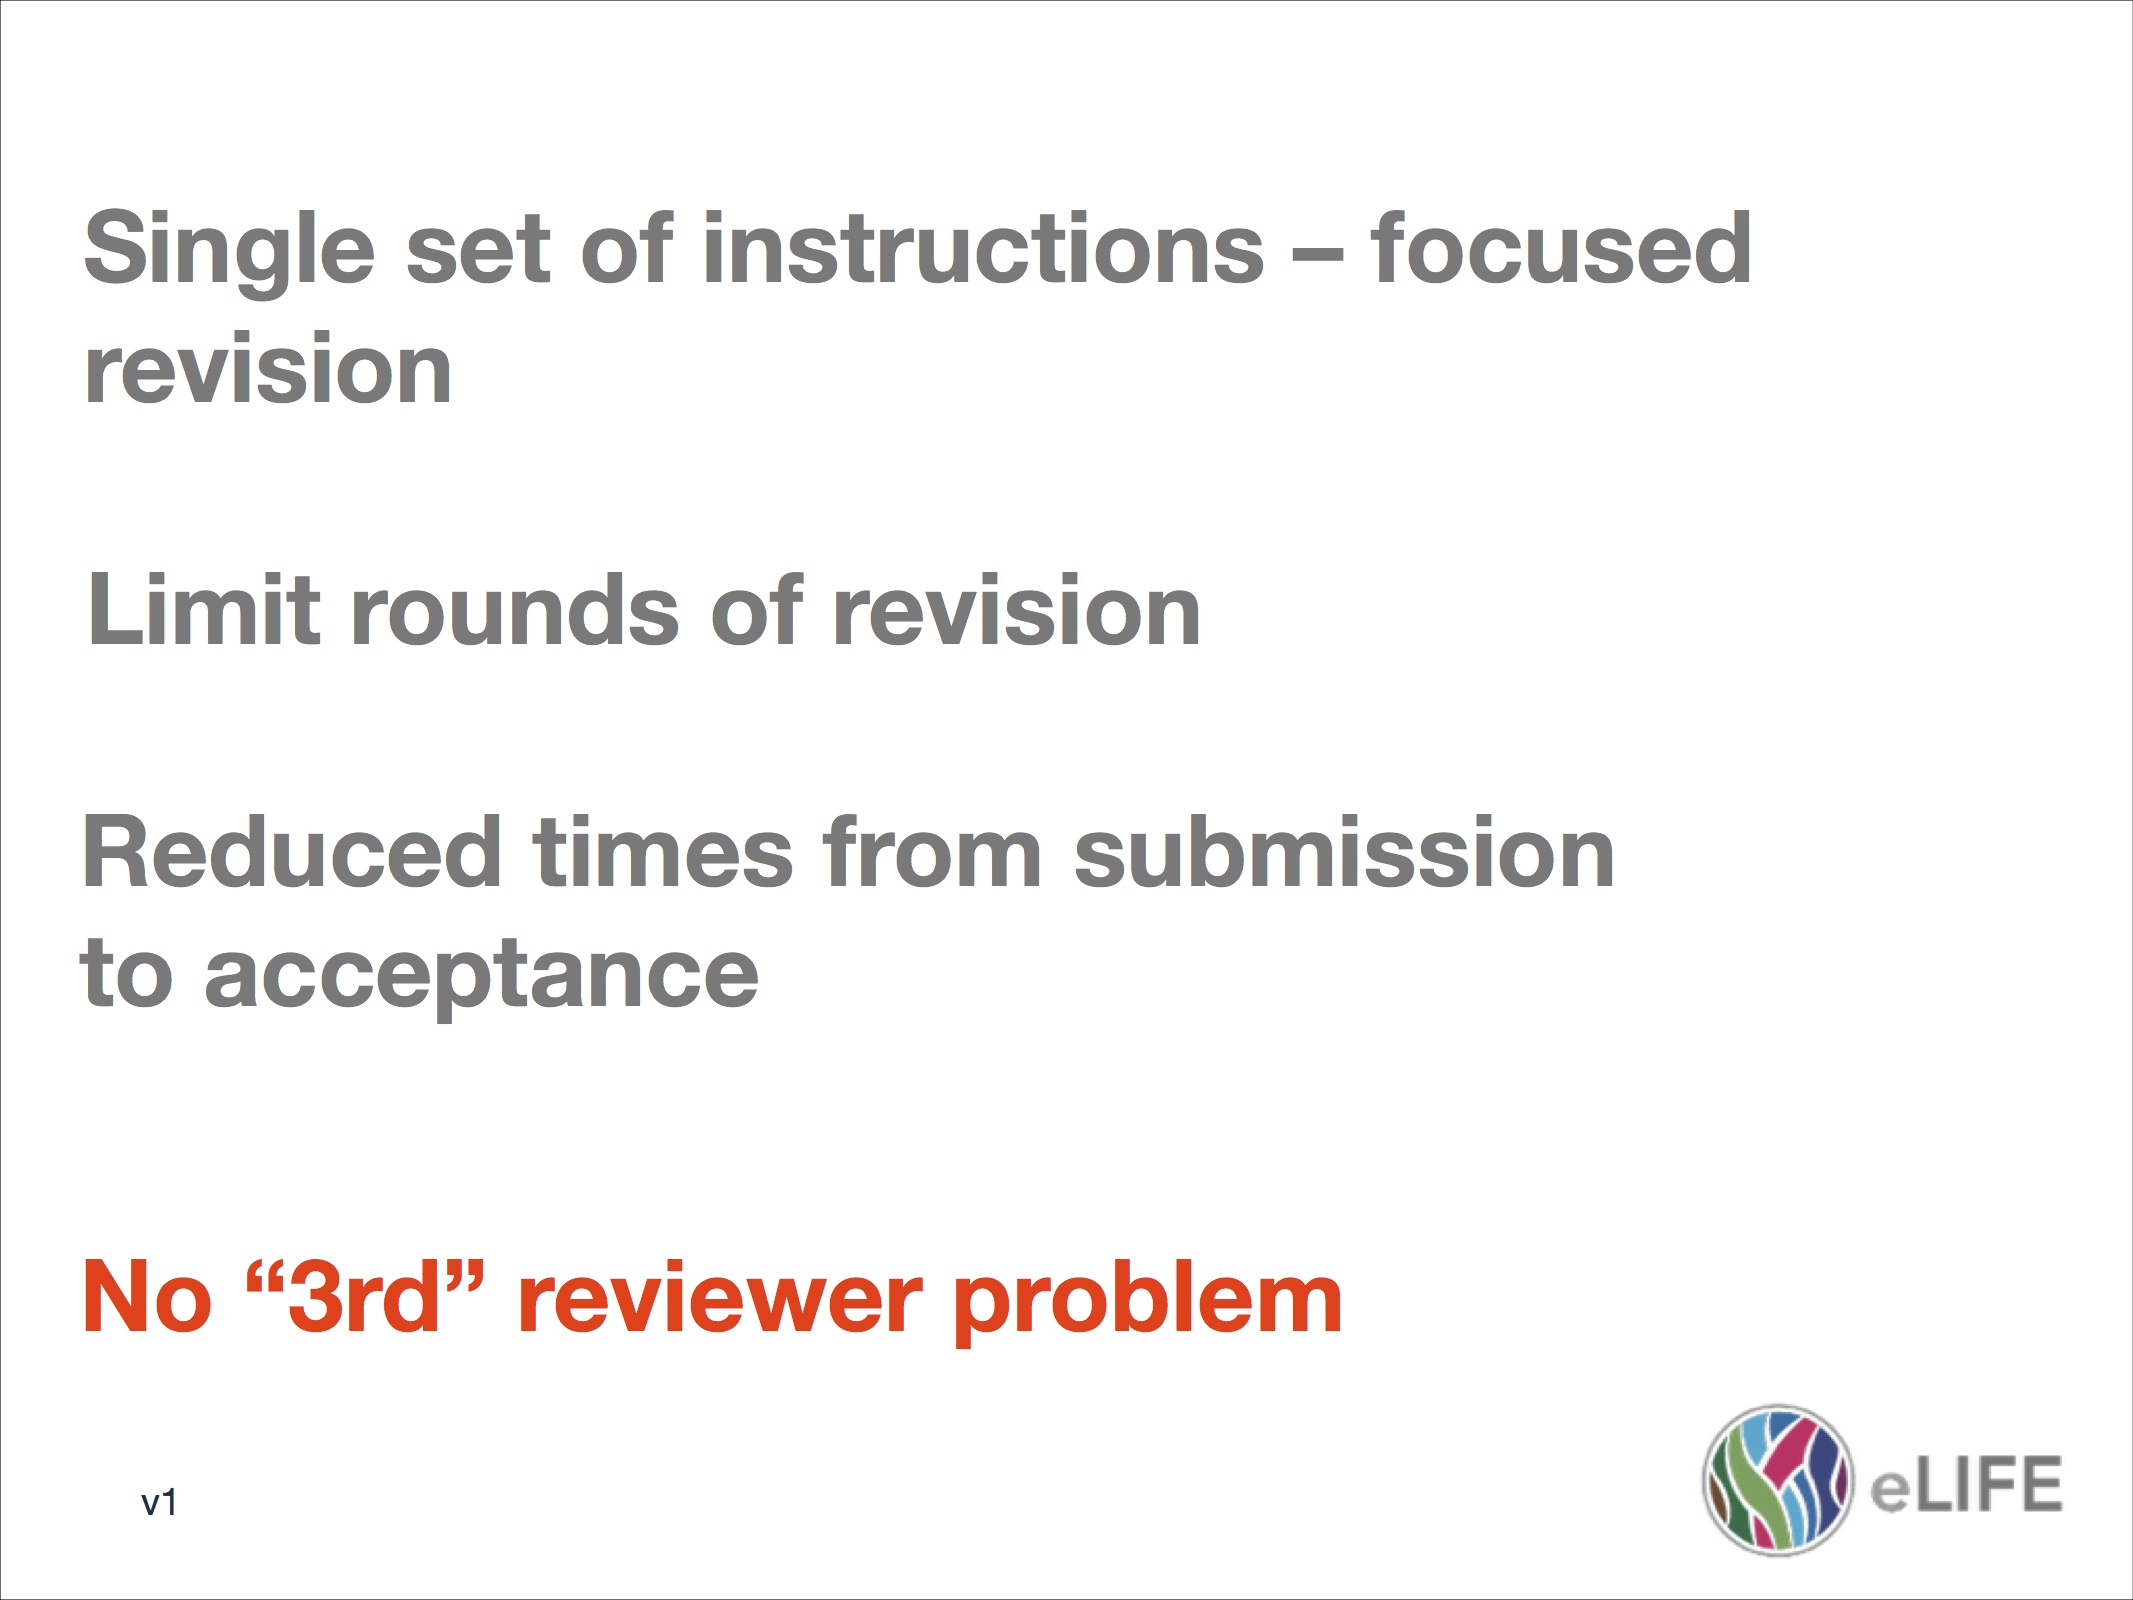 Single set of instructions – focused
revision
Limit rounds of revision
Reduced times from submission
to acceptance
No “3rd” reviewer problem
v1
eLIFE